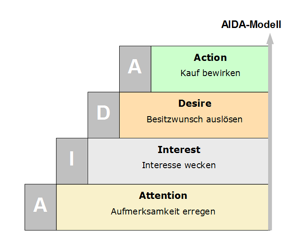 AIDA-Modell
A
Action
Kauf bewirken
D
Desire
Besitzwunsch auslösen
I
Interest
Interesse wecken
A
Attention
Aufmerksamkeit erregen